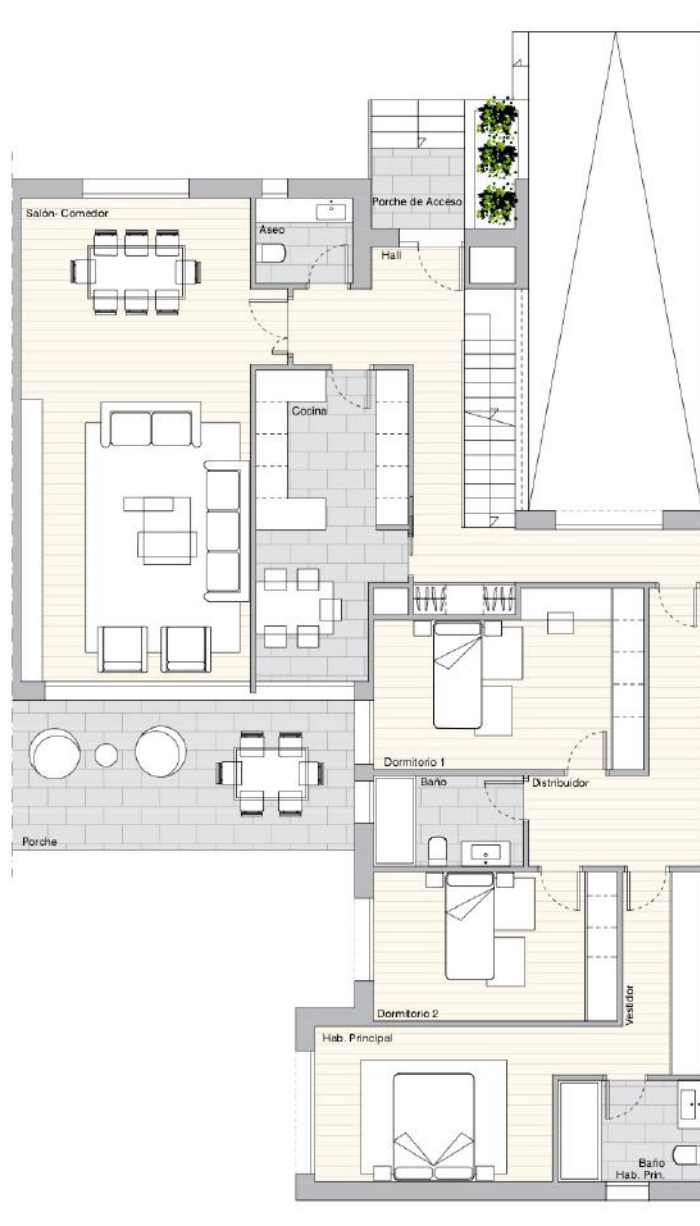 Porche de Acceso
Salón- Comedor
Aseo
Hall
Cocina
Dormitorio 1
Baño
Distribuidor
Porche
Dormitorio 2
Vestidor
Hab. Principal
Baño
Hab. Prin.